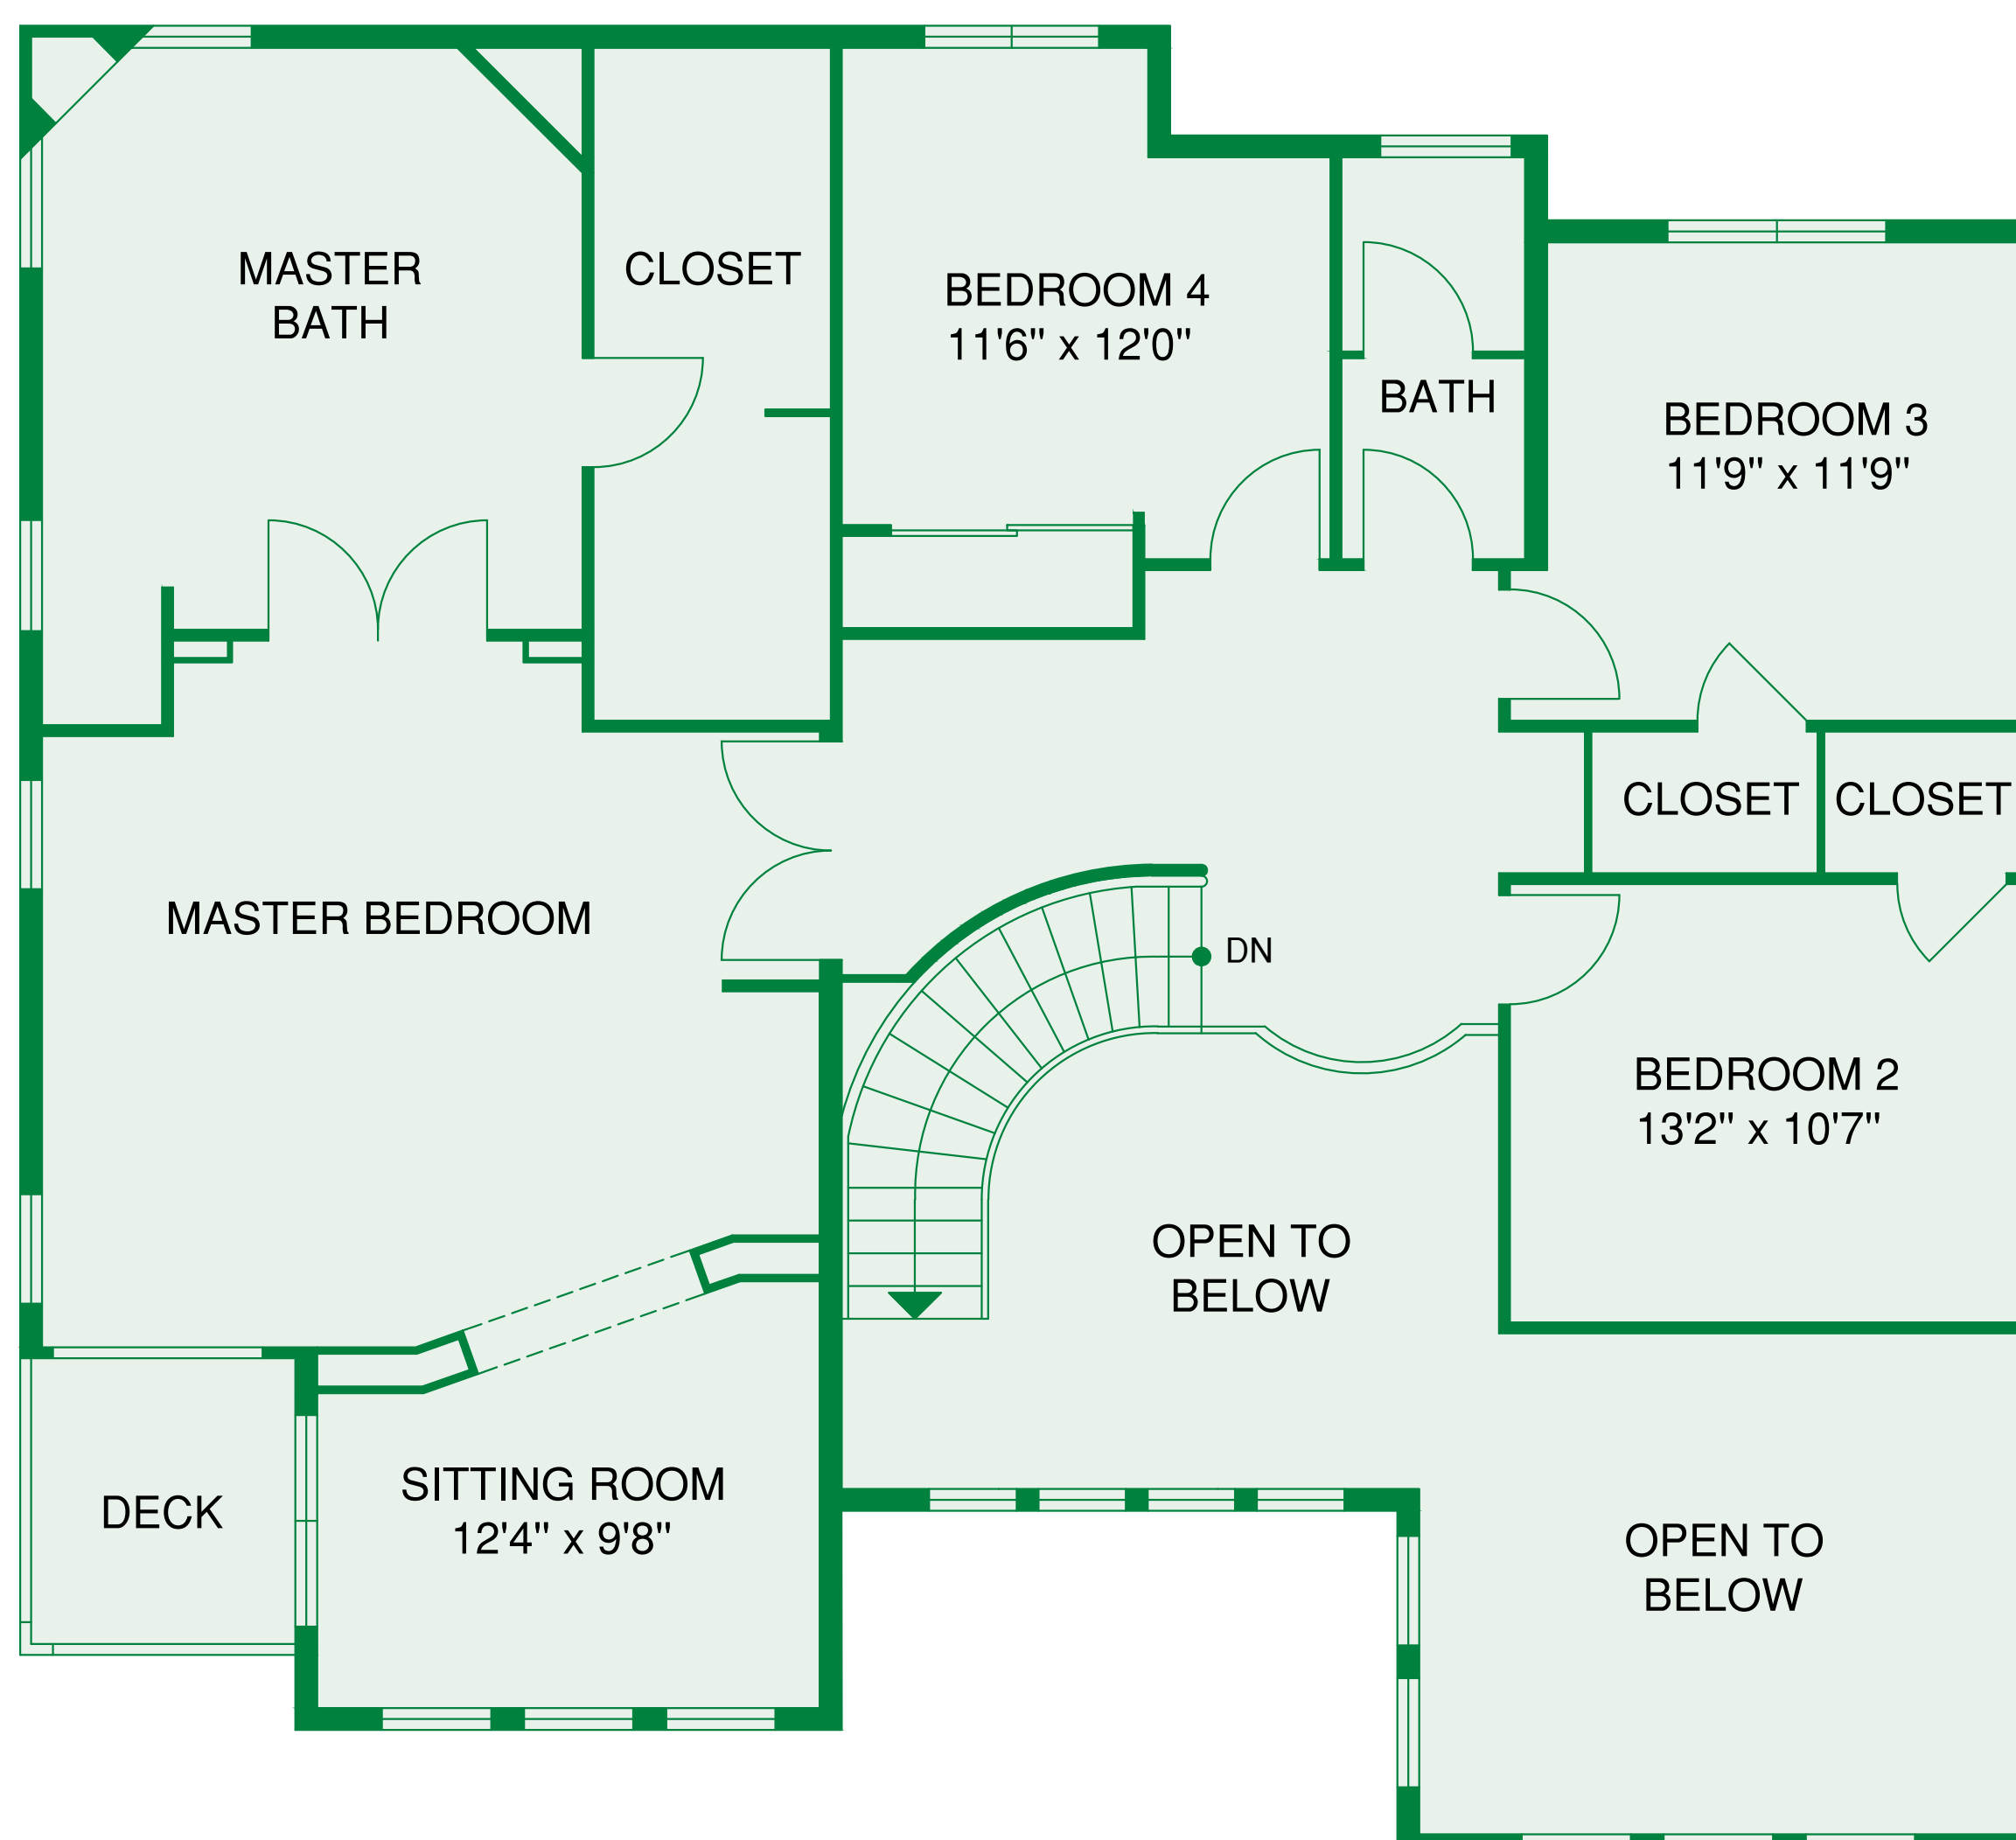 MASTER
BATH
CLOSET
BEDROOM 4
11'6" x 12'0"
BATH
BEDROOM 3
11'9" x 11'9"
CLOSET
CLOSET
MASTER BEDROOM
DN
BEDROOM 2
13'2" x 10'7"
OPEN TO
BELOW
SITTING ROOM
12'4" x 9'8"
DECK
OPEN TO
BELOW